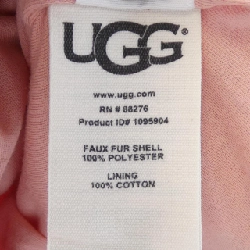 UGG
www.ugg.com
RN # 88276
Product ID# 1095904
FAUX FUR SHELL
100% POLYESTER
LINING
100% COTTON